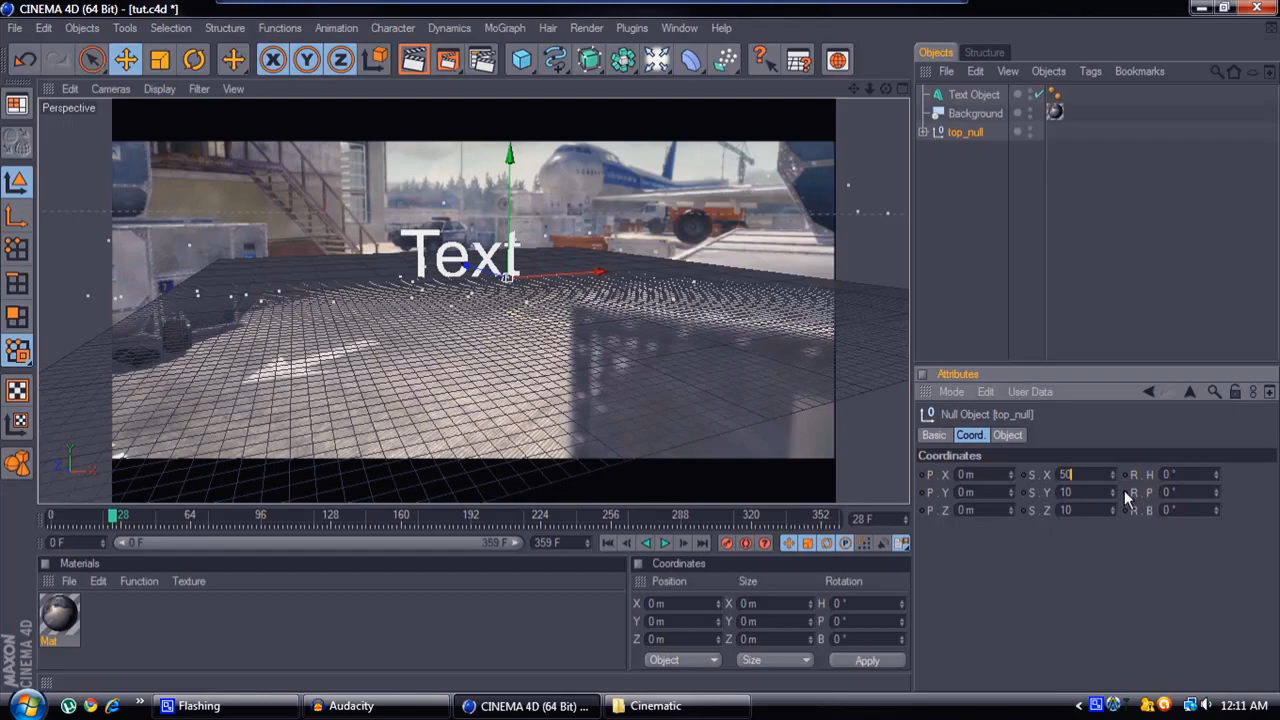 CINEMA 4D (64 Bit) - [tut.c4d *]
File Edit Objects Tools Selection Structure Functions Animation Character Dynamics MoGraph Hair Render Plugins Window Help
Objects Structure
File Edit View Objects Tags Bookmarks
Text Object
Background
top_null
Edit Cameras Display Filter View
Perspective
Text
Y
Z X
Attributes
Mode Edit User Data
Null Object [top_null]
Basic Coord. Object
Coordinates
P . X 0 m S . X 50 R . H 0 °
P . Y 0 m S . Y 10 R . P 0 °
P . Z 0 m S . Z 10 R . B 0 °
0 28 64 96 128 160 192 224 256 288 320 352 28 F
0 F 0 F 359 F 359 F
Materials
File Edit Function Texture
Mat
Coordinates
Position Size Rotation
X 0 m X 0 m H 0 °
Y 0 m Y 0 m P 0 °
Z 0 m Z 0 m B 0 °
Object Size Apply
MAXON CINEMA 4D
Flashing Audacity CINEMA 4D (64 Bit) ... Cinematic 12:11 AM